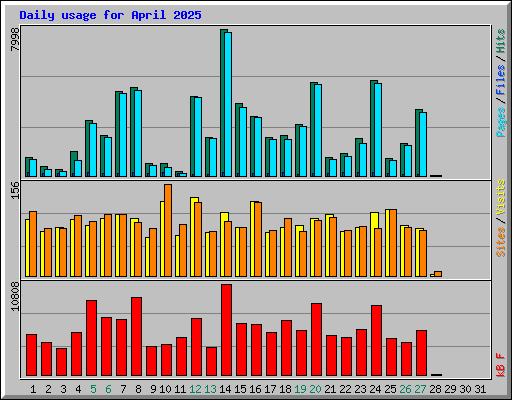 Daily usage for April 2025
7998
Pages / Files / Hits
156
Sites / Visits
10808
kB F
1 2 3 4 5 6 7 8 9 10 11 12 13 14 15 16 17 18 19 20 21 22 23 24 25 26 27 28 29 30 31